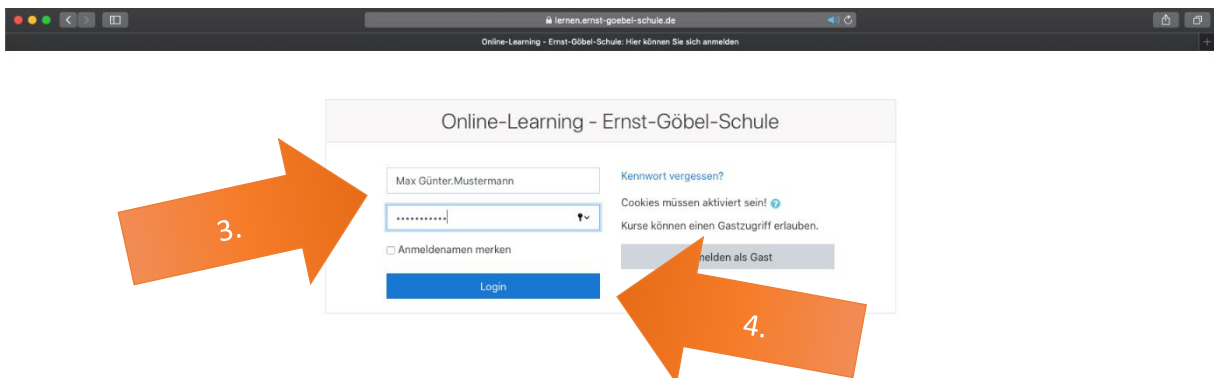 lernen.ernst-goebel-schule.de
Online-Learning - Ernst-Göbel-Schule: Hier können Sie sich anmelden
Online-Learning - Ernst-Göbel-Schule
Max Günter.Mustermann
Kennwort vergessen?
Cookies müssen aktiviert sein!
Kurse können einen Gastzugriff erlauben.
Anmeldenamen merken
als Gast
Login
3.
4.